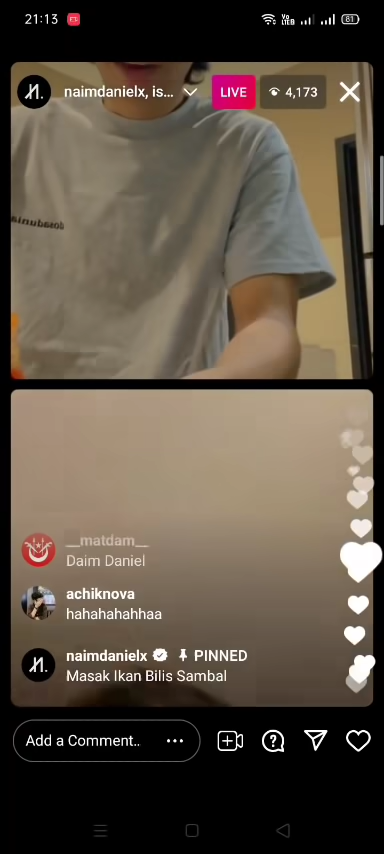 21:13
81
naimdanielx, is...
LIVE
4,173
__matdam__
Daim Daniel
achiknova
hahahahahhaa
naimdanielx PINNED
Masak Ikan Bilis Sambal
Add a Comment..